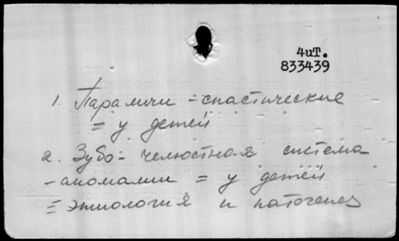 4иТ.
833439
1. Параличи - спастические
= у детей
2. Зубо = челюстная система
- аномалии = у детей
= этиология и патогенез